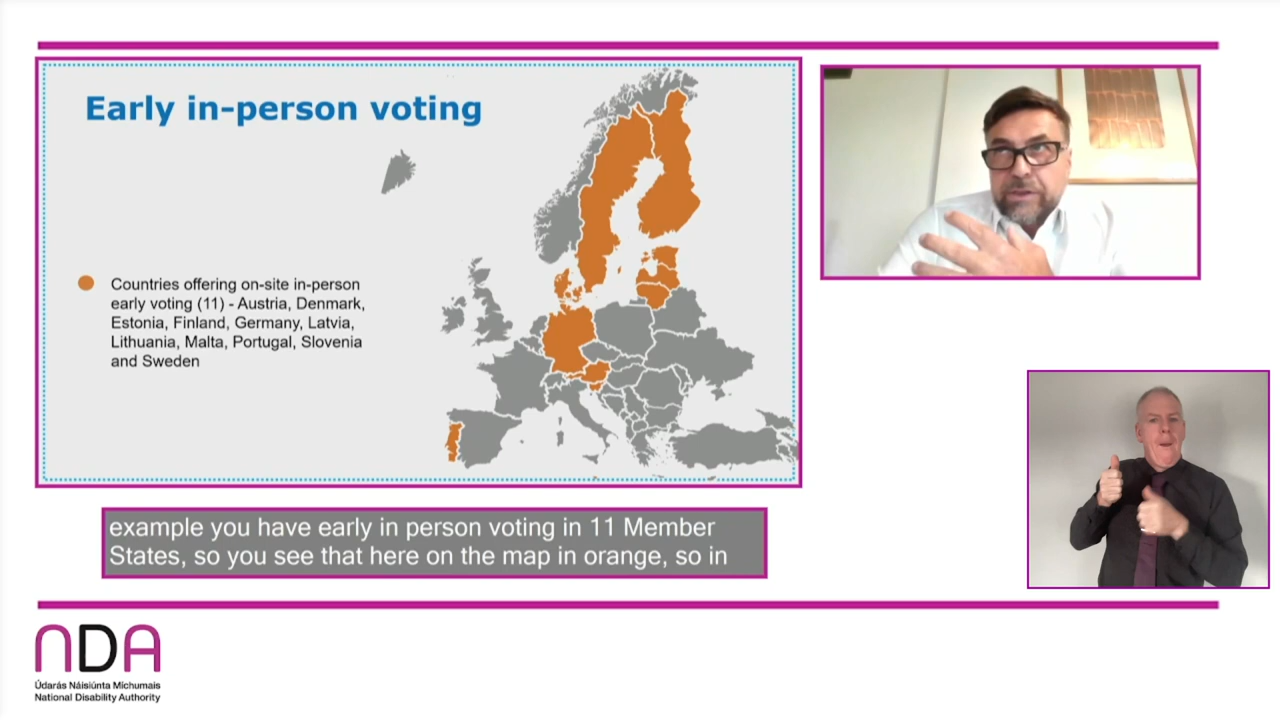 Early in-person voting
Countries offering on-site in-person
early voting (11) - Austria, Denmark,
Estonia, Finland, Germany, Latvia,
Lithuania, Malta, Portugal, Slovenia
and Sweden
example you have early in person voting in 11 Member
States, so you see that here on the map in orange, so in
NDA
Údarás Náisiúnta Míchumais
National Disability Authority